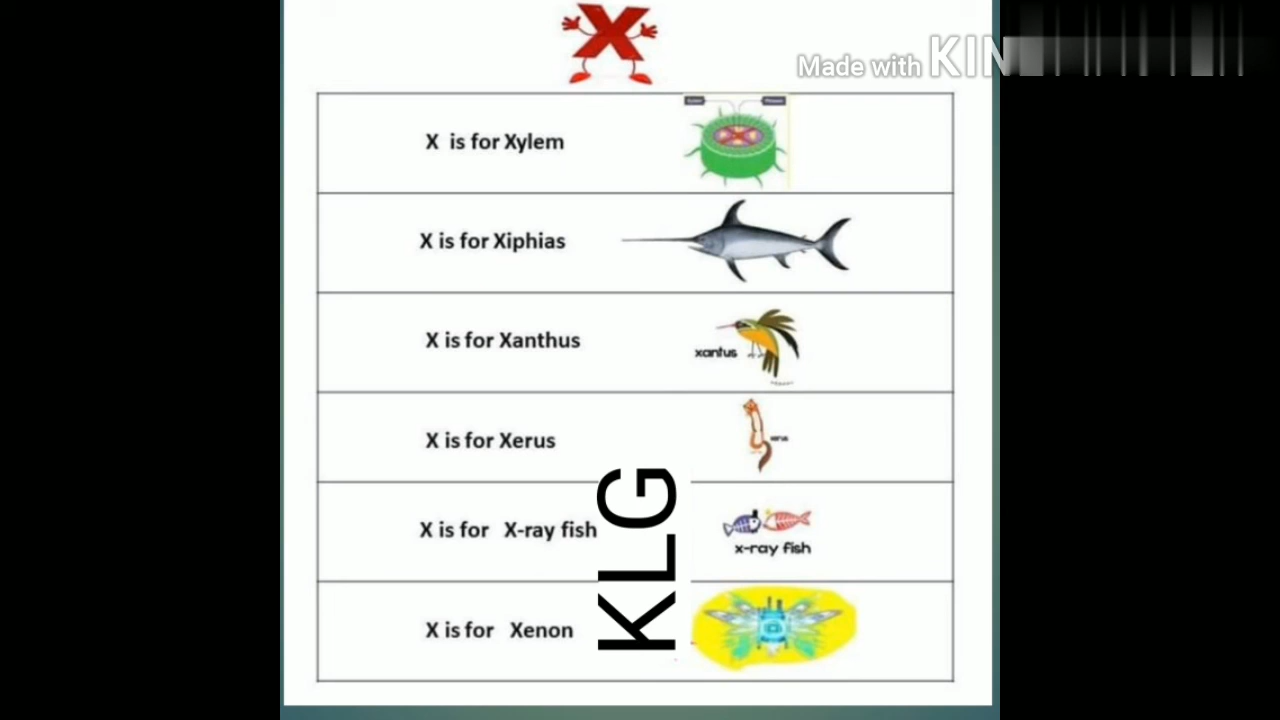 X
Made with KIN
X is for Xylem
X is for Xiphias
X is for Xanthus
xantus
X is for Xerus
xerus
X is for X-ray fish
x-ray fish
X is for Xenon
KLG